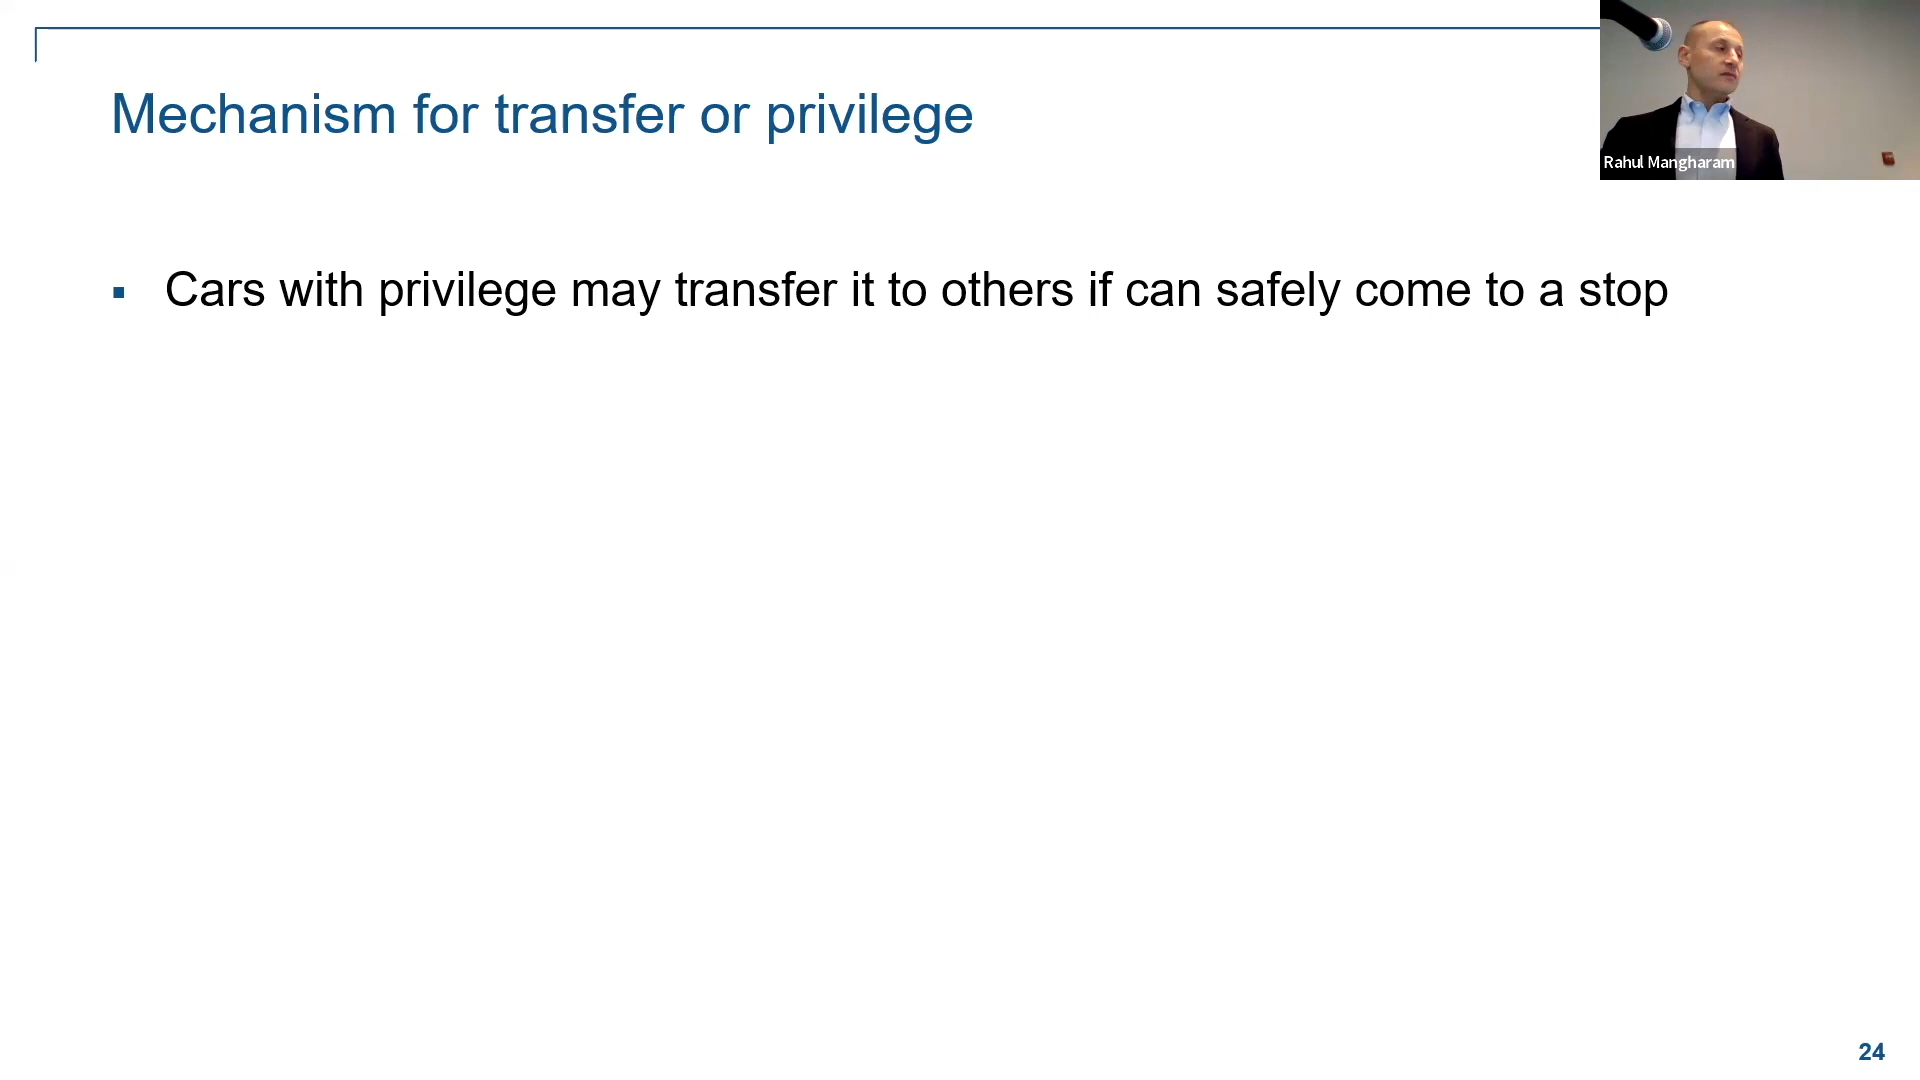 Mechanism for transfer or privilege
Rahul Mangharam
▪ Cars with privilege may transfer it to others if can safely come to a stop
24